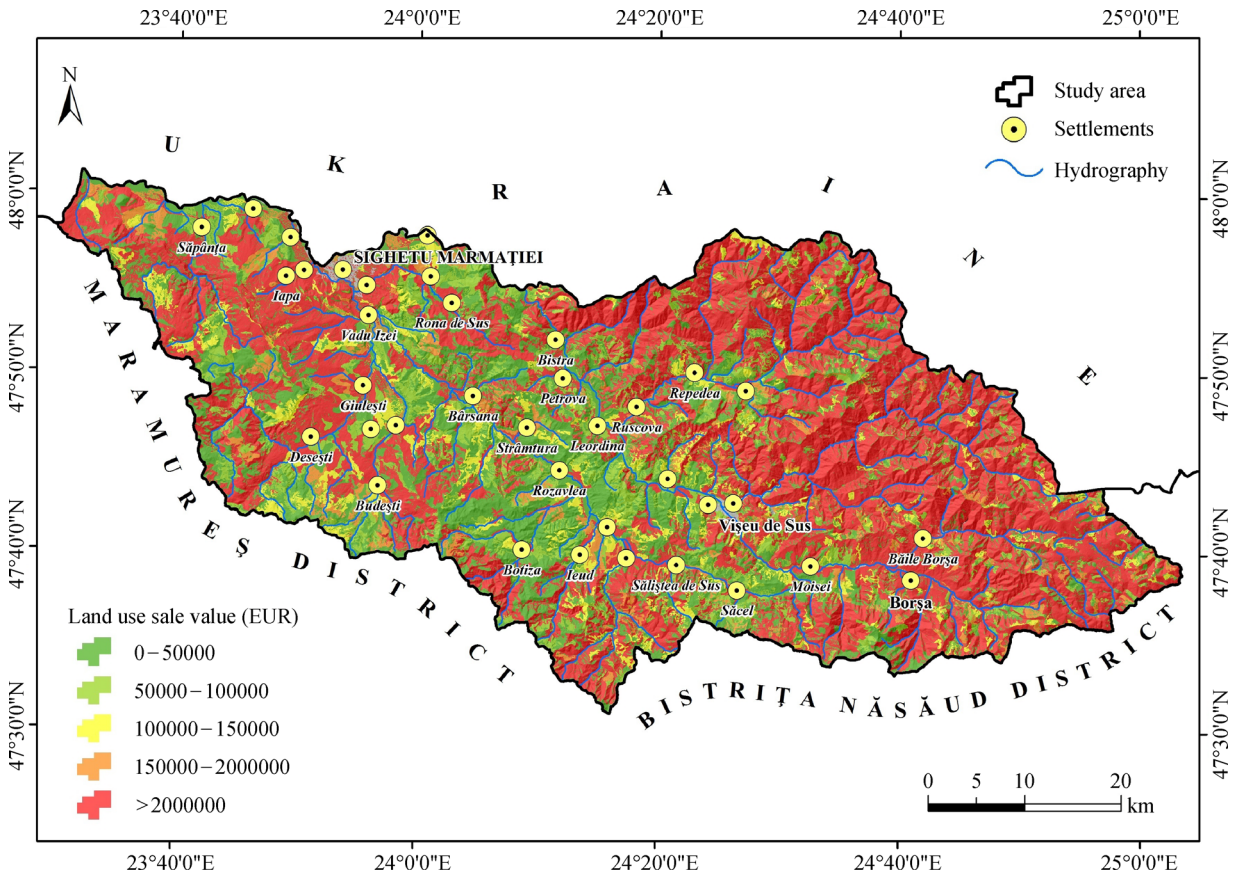 23°40'0"E 24°0'0"E 24°20'0"E 24°40'0"E 25°0'0"E
N
Study area
Settlements
Hydrography
U K R A I N E
48°0'0"N
48°0'0"N
Săpânța
SIGHETU MARMAȚIEI
Iapa
Rona de Sus
Vadu Izei
Bistra
47°50'0"N
47°50'0"N
Petrova
Repedea
Giulești
Bârsana
Ruscova
Strâmtura
Leordina
Desești
Rozavlea
Budești
Vișeu de Sus
47°40'0"N
47°40'0"N
Botiza
Ieud
Băile Borșa
Săliștea de Sus
Moisei
Săcel
Borșa
MARAMUREȘ DISTRICT
BISTRIȚA NĂSĂUD DISTRICT
47°30'0"N
47°30'0"N
Land use sale value (EUR)
0–50000
50000–100000
100000–150000
150000–2000000
>2000000
0 5 10 20
km
23°40'0"E 24°0'0"E 24°20'0"E 24°40'0"E 25°0'0"E